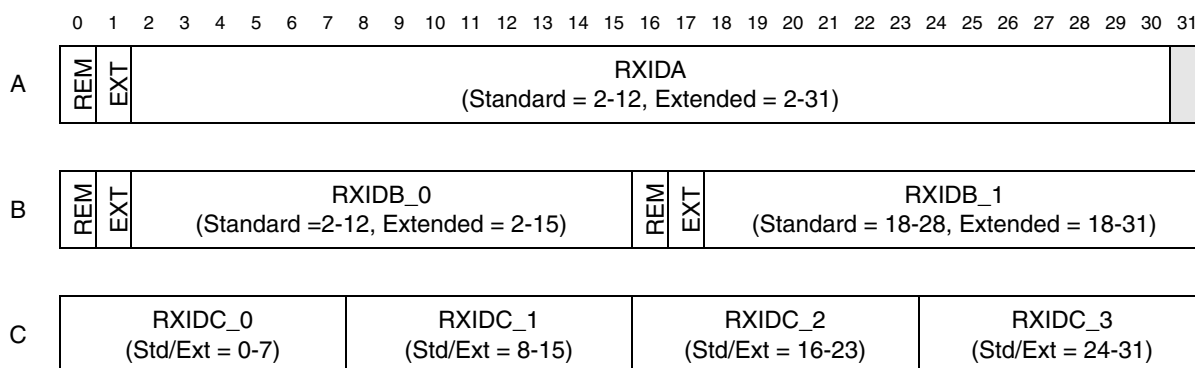 0 1 2 3 4 5 6 7 8 9 10 11 12 13 14 15 16 17 18 19 20 21 22 23 24 25 26 27 28 29 30 31
A REM EXT RXIDA
(Standard = 2-12, Extended = 2-31)
B REM EXT RXIDB_0 REM EXT RXIDB_1
(Standard =2-12, Extended = 2-15) (Standard = 18-28, Extended = 18-31)
C RXIDC_0 RXIDC_1 RXIDC_2 RXIDC_3
(Std/Ext = 0-7) (Std/Ext = 8-15) (Std/Ext = 16-23) (Std/Ext = 24-31)